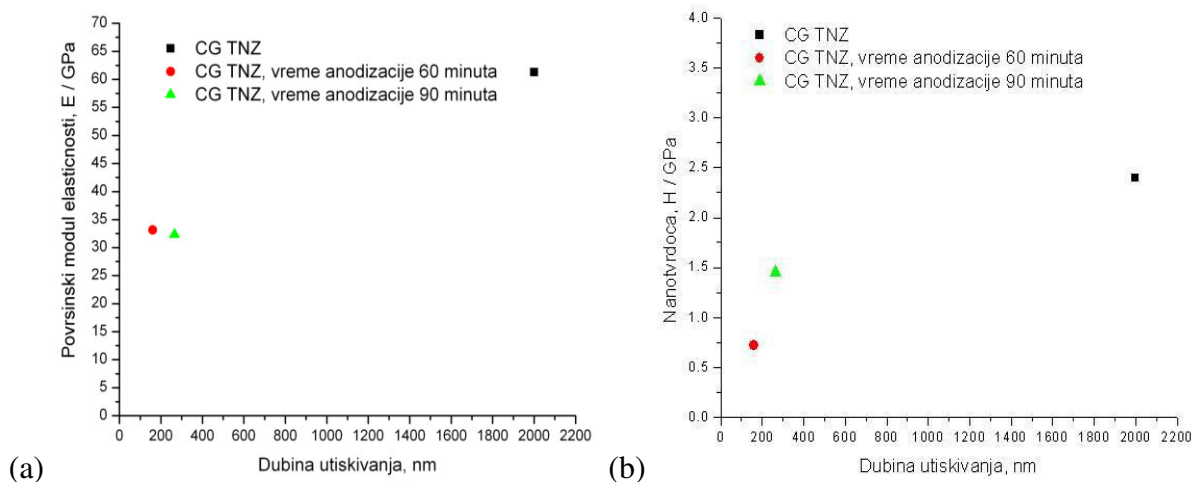 Povrsinski modul elasticnosti, E / GPa
70
65
60
55
50
45
40
35
30
25
20
15
10
5
0
CG TNZ
CG TNZ, vreme anodizacije 60 minuta
CG TNZ, vreme anodizacije 90 minuta
0 200 400 600 800 1000 1200 1400 1600 1800 2000 2200
Dubina utiskivanja, nm
(a)
Nanotvrdoca, H / GPa
4.0
3.5
3.0
2.5
2.0
1.5
1.0
0.5
0.0
CG TNZ
CG TNZ, vreme anodizacije 60 minuta
CG TNZ, vreme anodizacije 90 minuta
0 200 400 600 800 1000 1200 1400 1600 1800 2000 2200
Dubina utiskivanja, nm
(b)